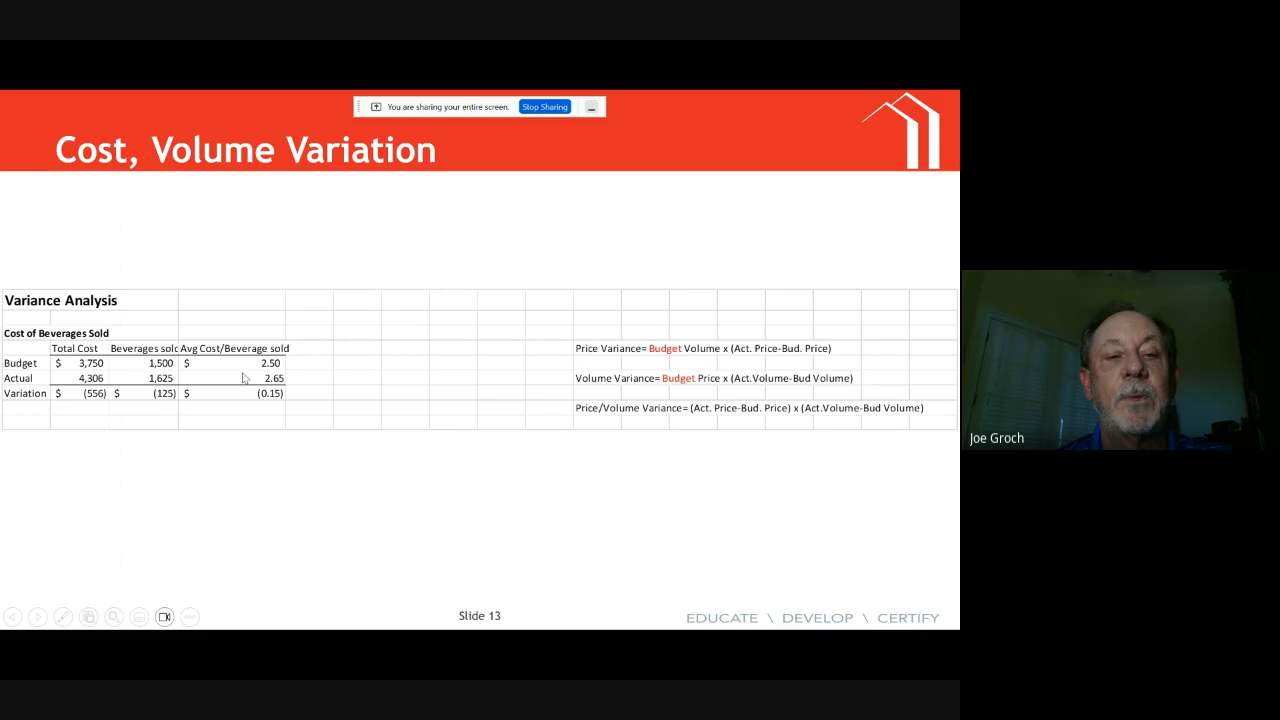 You are sharing your entire screen. Stop Sharing
Cost, Volume Variation
Variance Analysis
Cost of Beverages Sold
Total Cost Beverages solc Avg Cost/Beverage sold
Budget $ 3,750 1,500 $ 2.50
Actual 4,306 1,625 2.65
Variation $ (556) $ (125) $ (0.15)
Price Variance= Budget Volume x (Act. Price-Bud. Price)
Volume Variance= Budget Price x (Act.Volume-Bud Volume)
Price/Volume Variance= (Act. Price-Bud. Price) x (Act.Volume-Bud Volume)
Joe Groch
Slide 13
EDUCATE \ DEVELOP \ CERTIFY